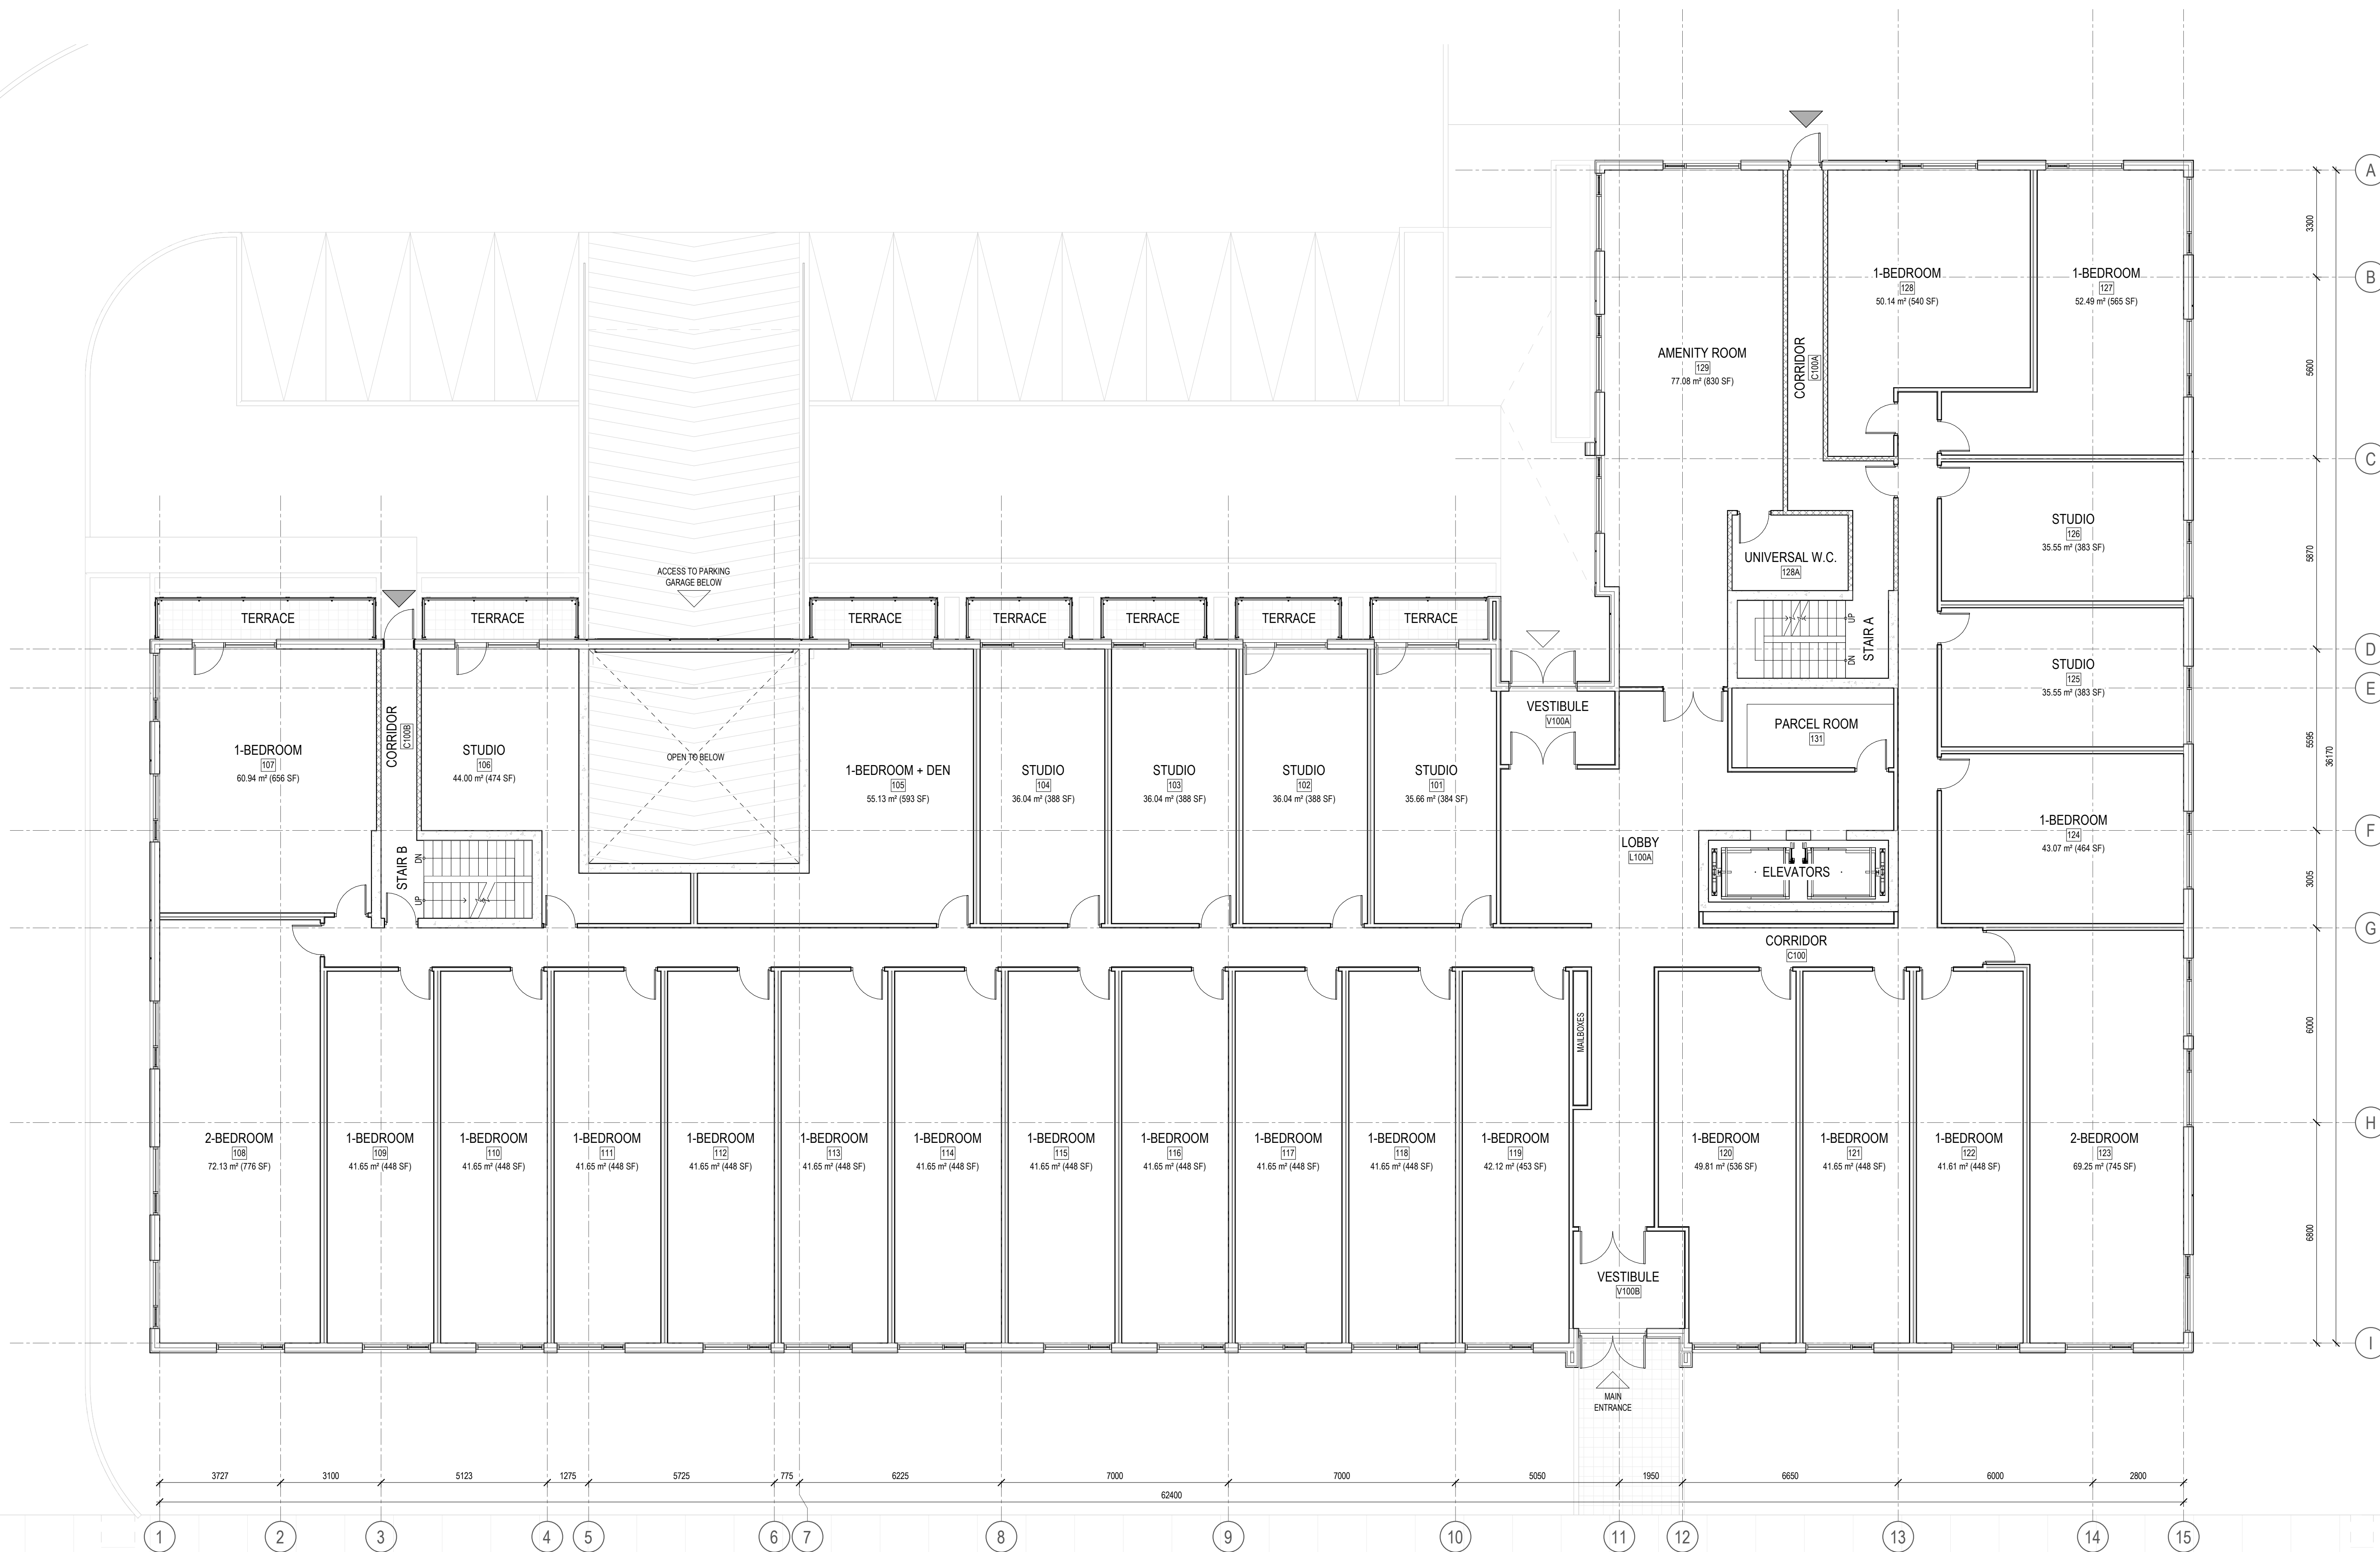 A
3300
B
1-BEDROOM
128
50.14 m² (540 SF)
1-BEDROOM
127
52.49 m² (565 SF)
AMENITY ROOM
129
77.08 m² (830 SF)
CORRIDOR
C100A
5600
C
STUDIO
126
35.55 m² (383 SF)
5870
UNIVERSAL W.C.
128A
ACCESS TO PARKING
GARAGE BELOW
TERRACE
TERRACE
TERRACE
TERRACE
TERRACE
TERRACE
TERRACE
UP
DN
STAIR A
D
STUDIO
125
35.55 m² (383 SF)
E
VESTIBULE
V100A
PARCEL ROOM
131
5595
36170
1-BEDROOM
107
60.94 m² (656 SF)
CORRIDOR
C100B
STUDIO
106
44.00 m² (474 SF)
OPEN TO BELOW
1-BEDROOM + DEN
105
55.13 m² (593 SF)
STUDIO
104
36.04 m² (388 SF)
STUDIO
103
36.04 m² (388 SF)
STUDIO
102
36.04 m² (388 SF)
STUDIO
101
35.66 m² (384 SF)
1-BEDROOM
124
43.07 m² (464 SF)
F
LOBBY
L100A
ELEVATORS
STAIR B
DN
UP
3005
G
CORRIDOR
C100
6000
MAILBOXES
H
2-BEDROOM
108
72.13 m² (776 SF)
1-BEDROOM
109
41.65 m² (448 SF)
1-BEDROOM
110
41.65 m² (448 SF)
1-BEDROOM
111
41.65 m² (448 SF)
1-BEDROOM
112
41.65 m² (448 SF)
1-BEDROOM
113
41.65 m² (448 SF)
1-BEDROOM
114
41.65 m² (448 SF)
1-BEDROOM
115
41.65 m² (448 SF)
1-BEDROOM
116
41.65 m² (448 SF)
1-BEDROOM
117
41.65 m² (448 SF)
1-BEDROOM
118
41.65 m² (448 SF)
1-BEDROOM
119
42.12 m² (453 SF)
1-BEDROOM
120
49.81 m² (536 SF)
1-BEDROOM
121
41.65 m² (448 SF)
1-BEDROOM
122
41.61 m² (448 SF)
2-BEDROOM
123
69.25 m² (745 SF)
6800
VESTIBULE
V100B
I
MAIN
ENTRANCE
3727
3100
5123
1275
5725
775
6225
7000
7000
5050
1950
6650
6000
2800
62400
1
2
3
4
5
6
7
8
9
10
11
12
13
14
15